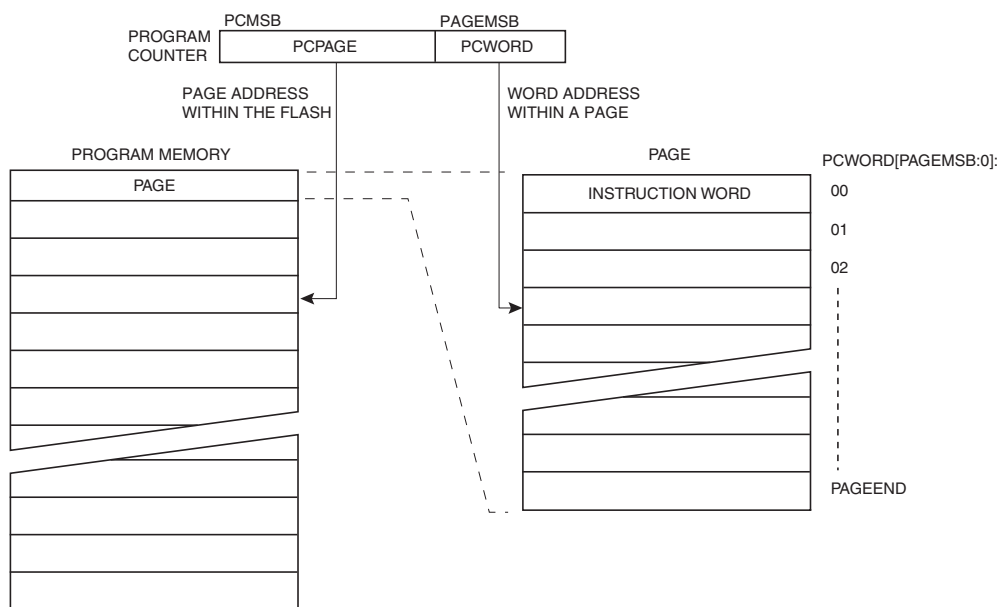 PCMSB PAGEMSB
PROGRAM
COUNTER
PCPAGE PCWORD
PAGE ADDRESS
WITHIN THE FLASH
WORD ADDRESS
WITHIN A PAGE
PROGRAM MEMORY
PAGE
PAGE
PCWORD[PAGEMSB:0]:
INSTRUCTION WORD
00
01
02
PAGEEND